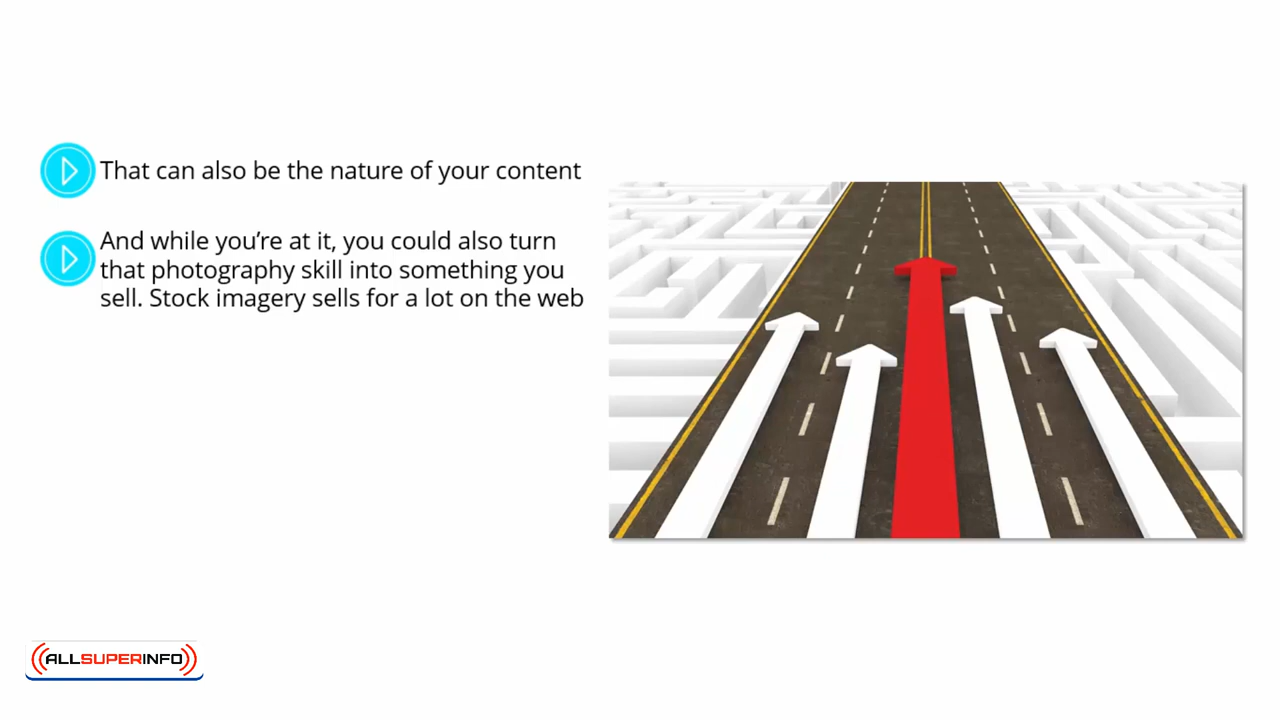 That can also be the nature of your content
And while you’re at it, you could also turn
that photography skill into something you
sell. Stock imagery sells for a lot on the web
ALLSUPERINFO